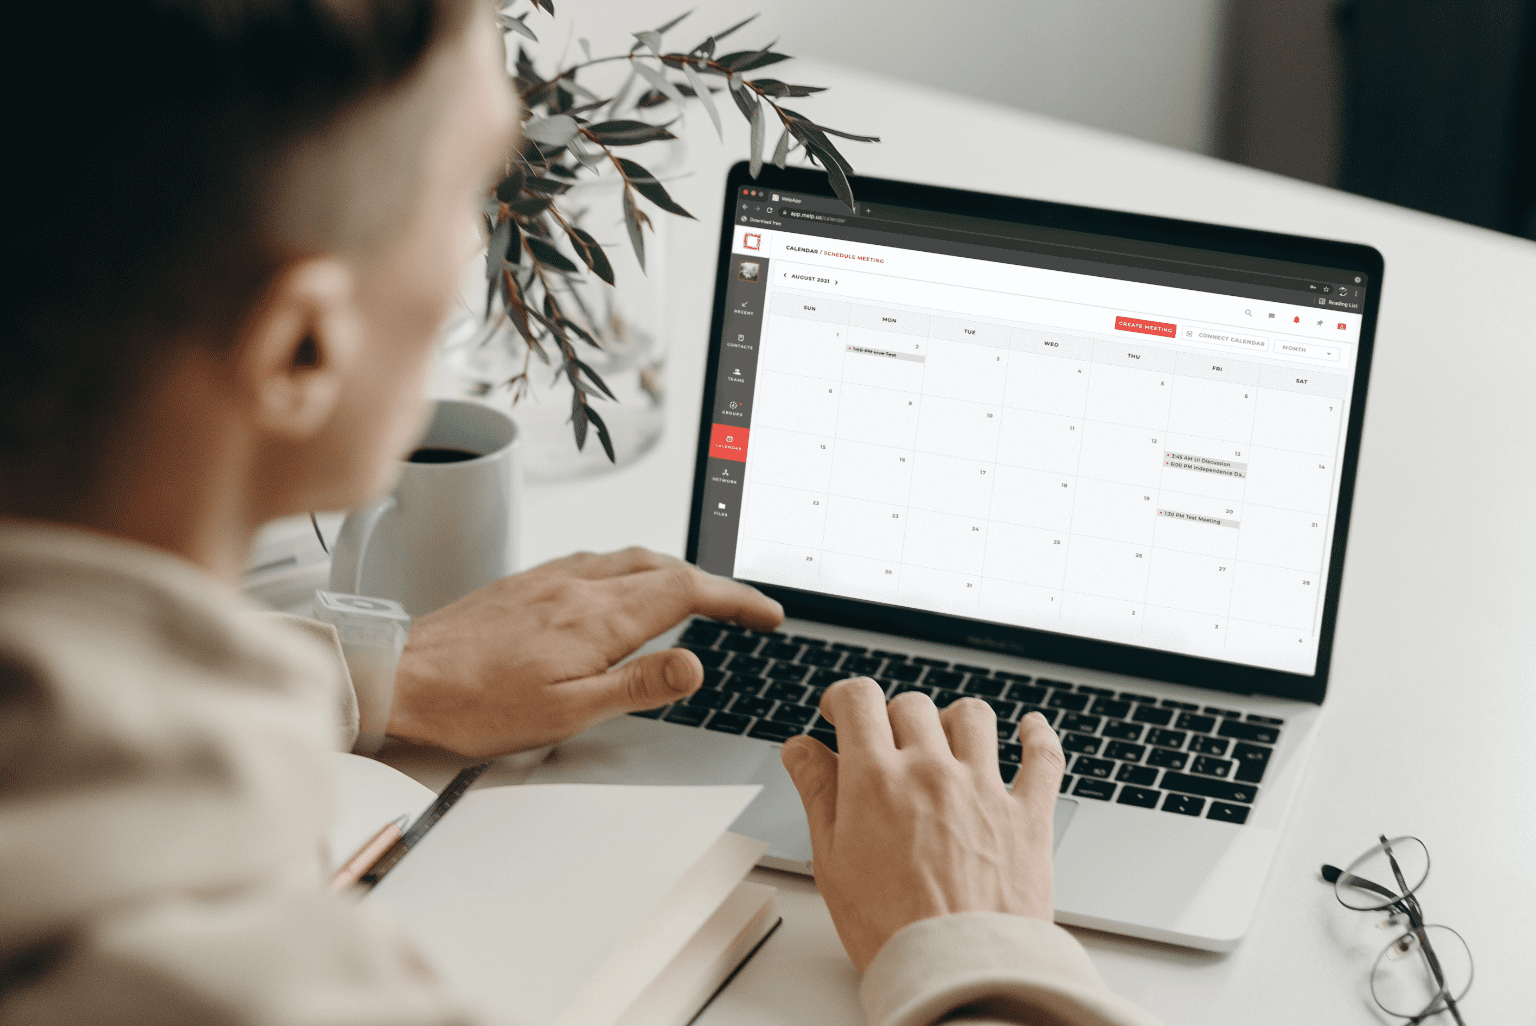 MelpApp
app.melp.us/calendar
Download free
Reading List
CALENDAR / SCHEDULE MEETING
< AUGUST 2021 >
CREATE MEETING
CONNECT CALENDAR
MONTH
RECENT
CONTACTS
TEAMS
GROUPS
CALENDAR
NETWORK
FILES
SUN MON TUE WED THU FRI SAT
1 2 3 4 5 6 7
1:00 PM Live Test
8 9 10 11 12 13 14
3:45 AM UI Discussion
6:00 PM Independence Da...
15 16 17 18 19 20 21
1:30 PM Test Meeting
22 23 24 25 26 27 28
29 30 31 1 2 3 4
MacBook Pro